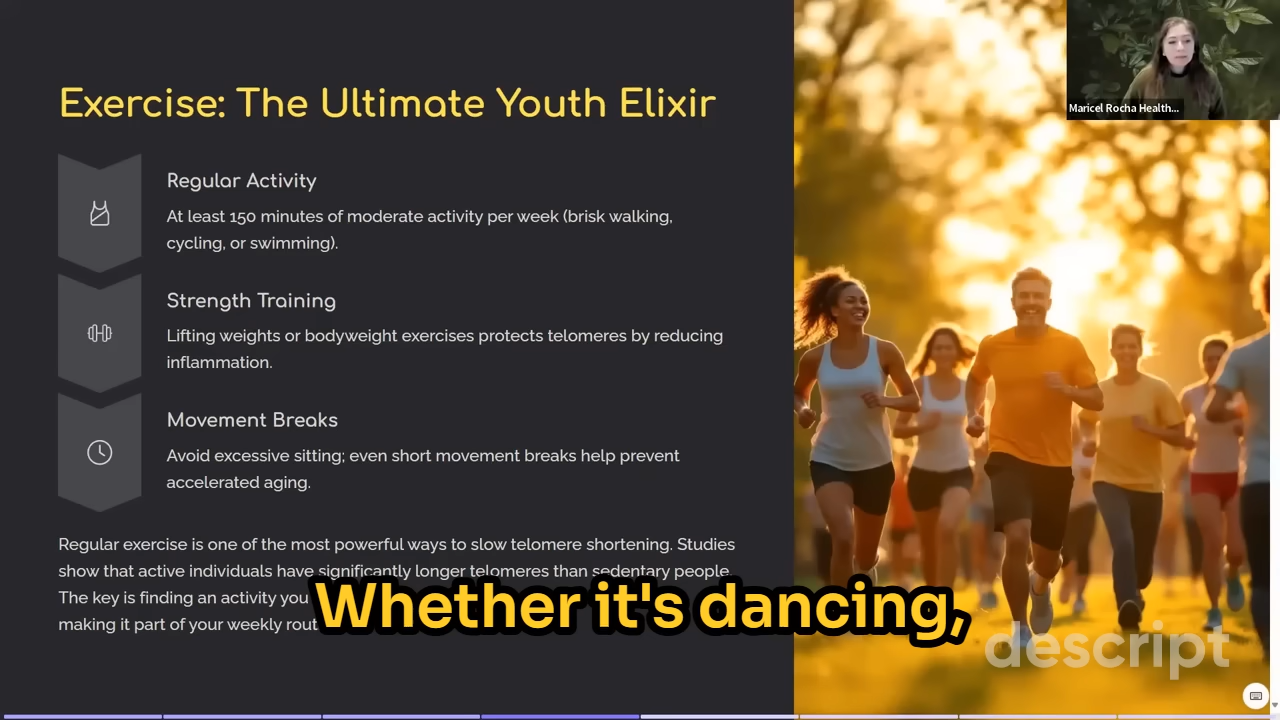 Exercise: The Ultimate Youth Elixir
Regular Activity
At least 150 minutes of moderate activity per week (brisk walking,
cycling, or swimming).
Strength Training
Lifting weights or bodyweight exercises protects telomeres by reducing
inflammation.
Movement Breaks
Avoid excessive sitting; even short movement breaks help prevent
accelerated aging.
Regular exercise is one of the most powerful ways to slow telomere shortening. Studies
show that active individuals have significantly longer telomeres than sedentary people.
The key is finding an activity you
making it part of your weekly
Whether it's dancing,
Maricel Rocha Health...
descript